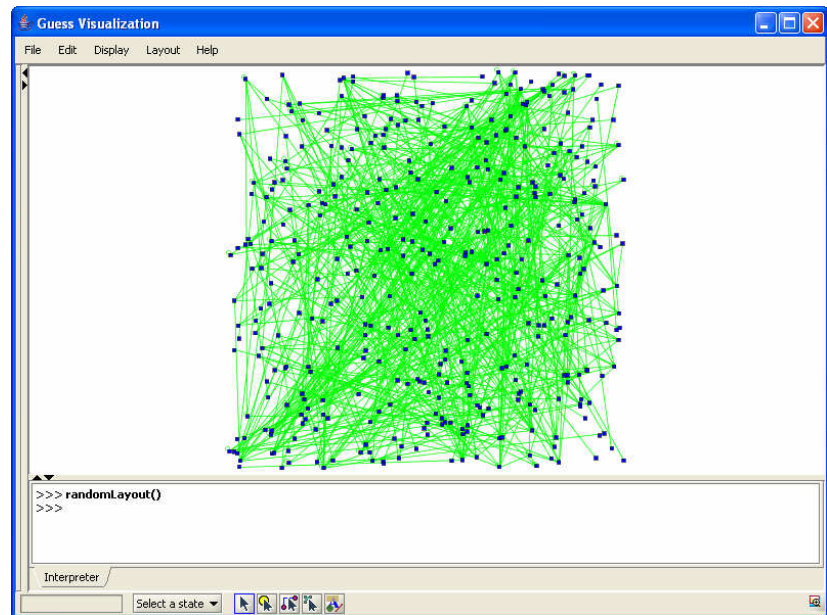 Guess Visualization
File Edit Display Layout Help
>>> randomLayout()
>>>
Interpreter
Select a state